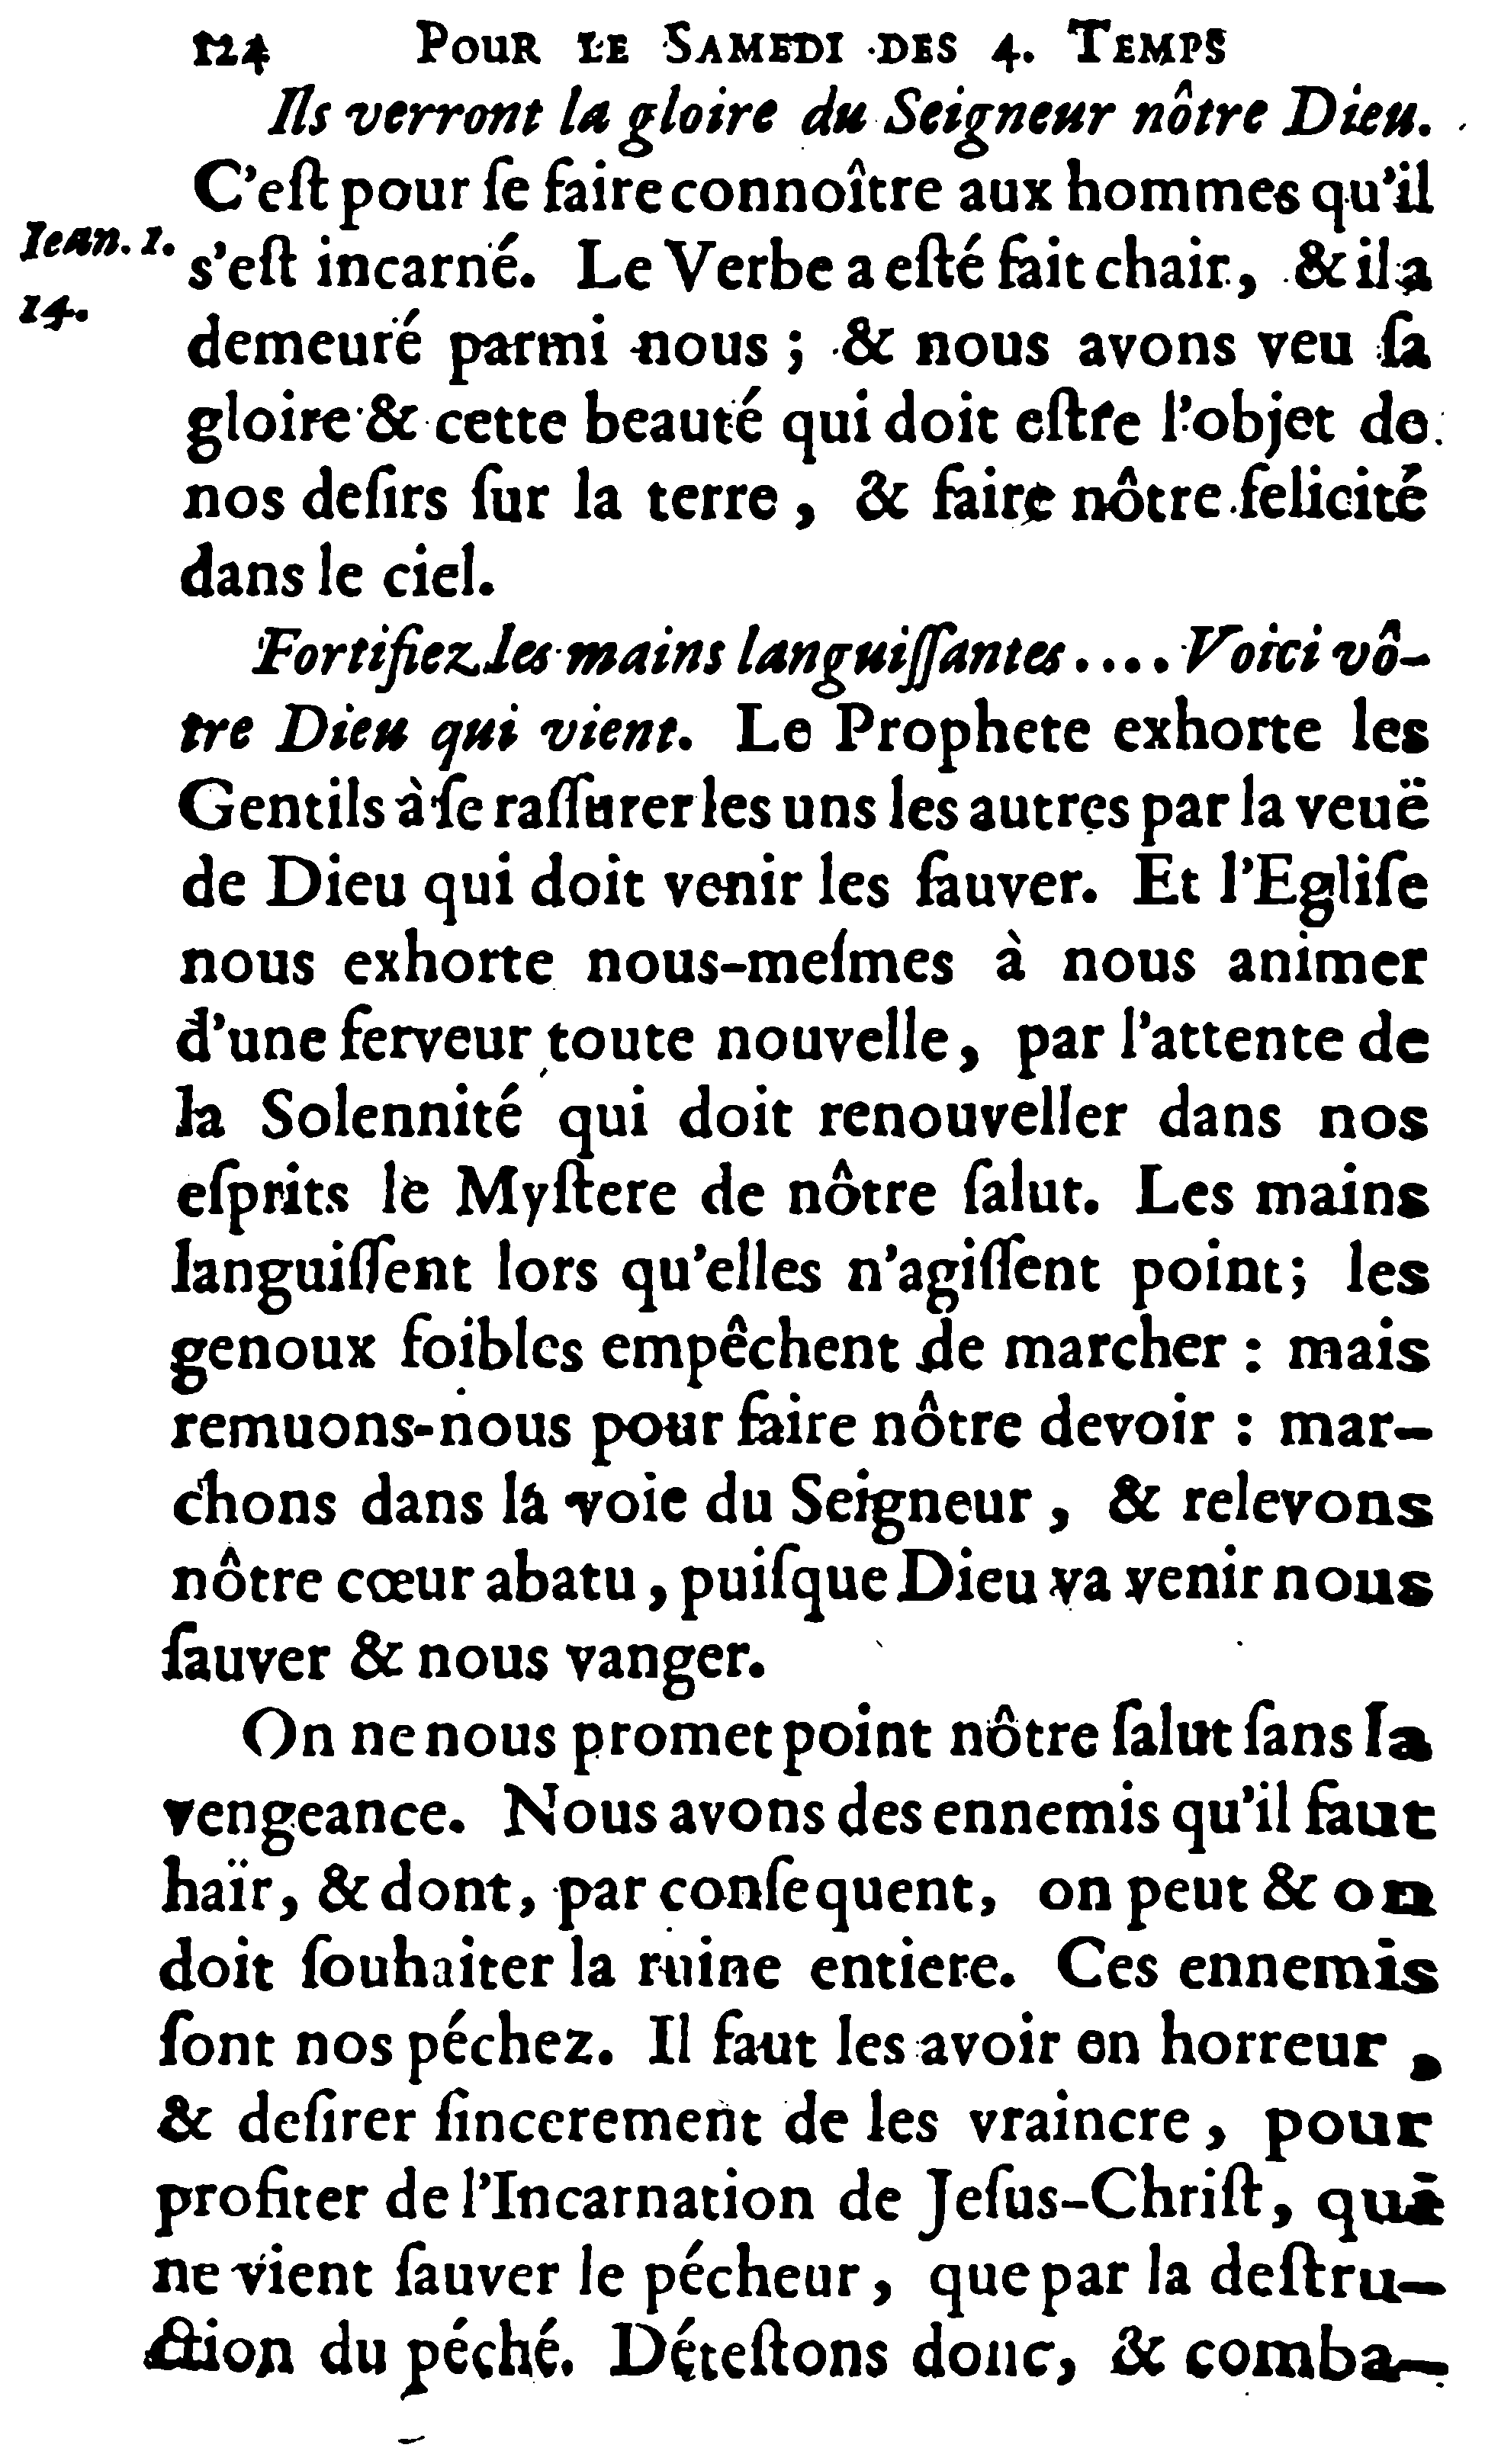 124 POUR LE SAMEDI DES 4. TEMPS
Ils verront la gloire du Seigneur nôtre Dieu.
C'eſt pour ſe faire connoître aux hommes qu'il
Iean. 1. s'eſt incarné. Le Verbe a eſté fait chair, & il a
14.
demeuré parmi nous ; & nous avons veu ſa
gloire & cette beauté qui doit eſtre l'objet de
nos deſirs ſur la terre, & faire nôtre felicité
dans le ciel.
Fortifiez les mains languiſſantes .... Voici vô-
tre Dieu qui vient. Le Prophete exhorte les
Gentils à ſe raſſurer les uns les autres par la veuë
de Dieu qui doit venir les ſauver. Et l'Egliſe
nous exhorte nous-meſmes à nous animer
d'une ferveur toute nouvelle, par l'attente de
la Solennité qui doit renouveller dans nos
eſprits le Myſtere de nôtre ſalut. Les mains
languiſſent lors qu'elles n'agiſſent point; les
genoux foibles empêchent de marcher : mais
remuons-nous pour faire nôtre devoir : mar-
chons dans la voie du Seigneur, & relevons
nôtre cœur abatu, puiſque Dieu va venir nous
ſauver & nous vanger.
On ne nous promet point nôtre ſalut ſans la
vengeance. Nous avons des ennemis qu'il faut
haïr, & dont, par conſequent, on peut & on
doit ſouhaiter la ruine entiere. Ces ennemis
ſont nos péchez. Il faut les avoir en horreur,
& deſirer ſincerement de les vraincre, pour
profiter de l'Incarnation de Jeſus-Chriſt, qui
ne vient ſauver le pécheur, que par la deſtru-
ction du péché. Déteſtons donc, & comba-